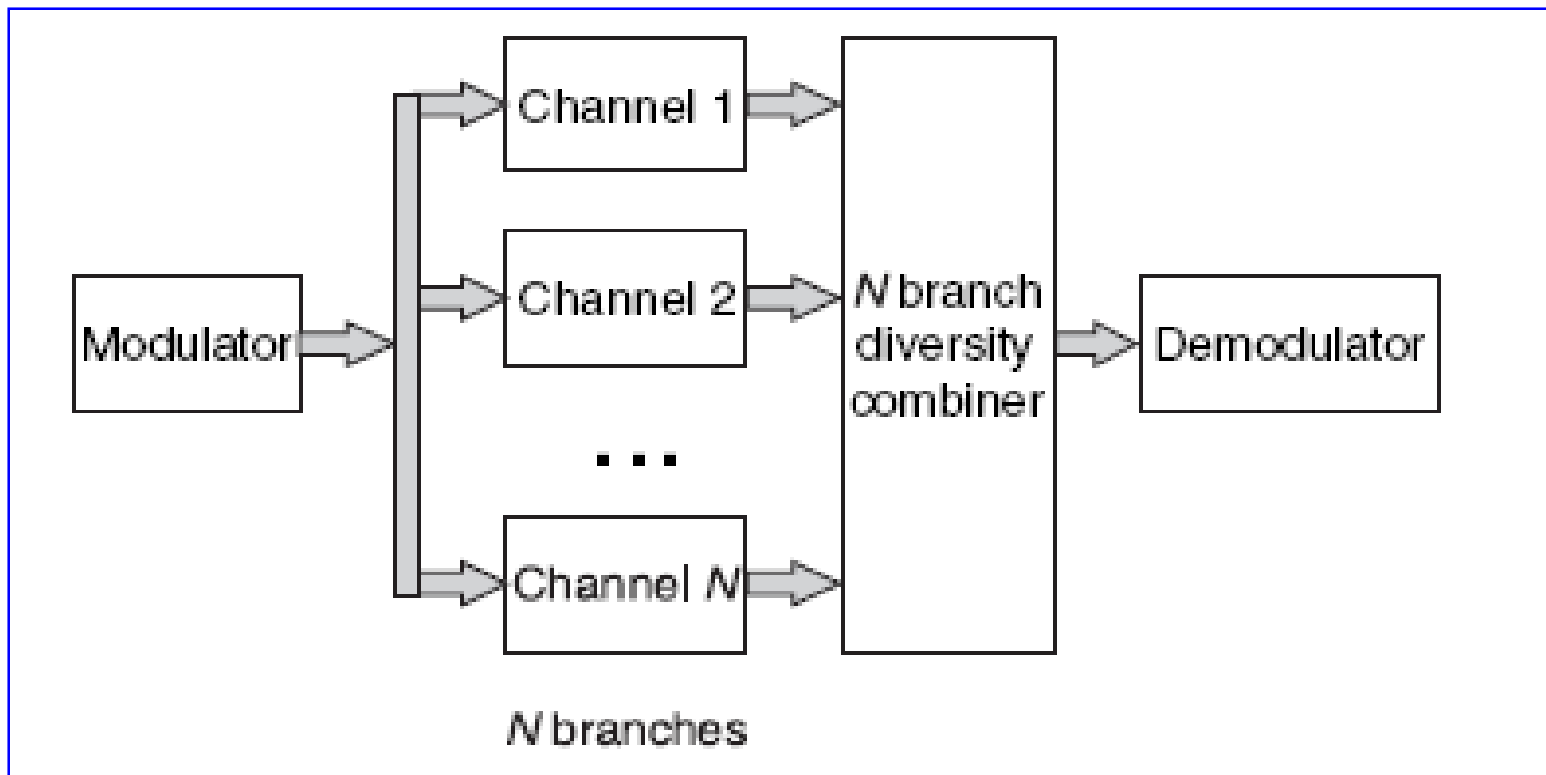 Channel 1
Channel 2
Modulator
N branch
diversity
combiner
Demodulator
...
Channel N
N branches